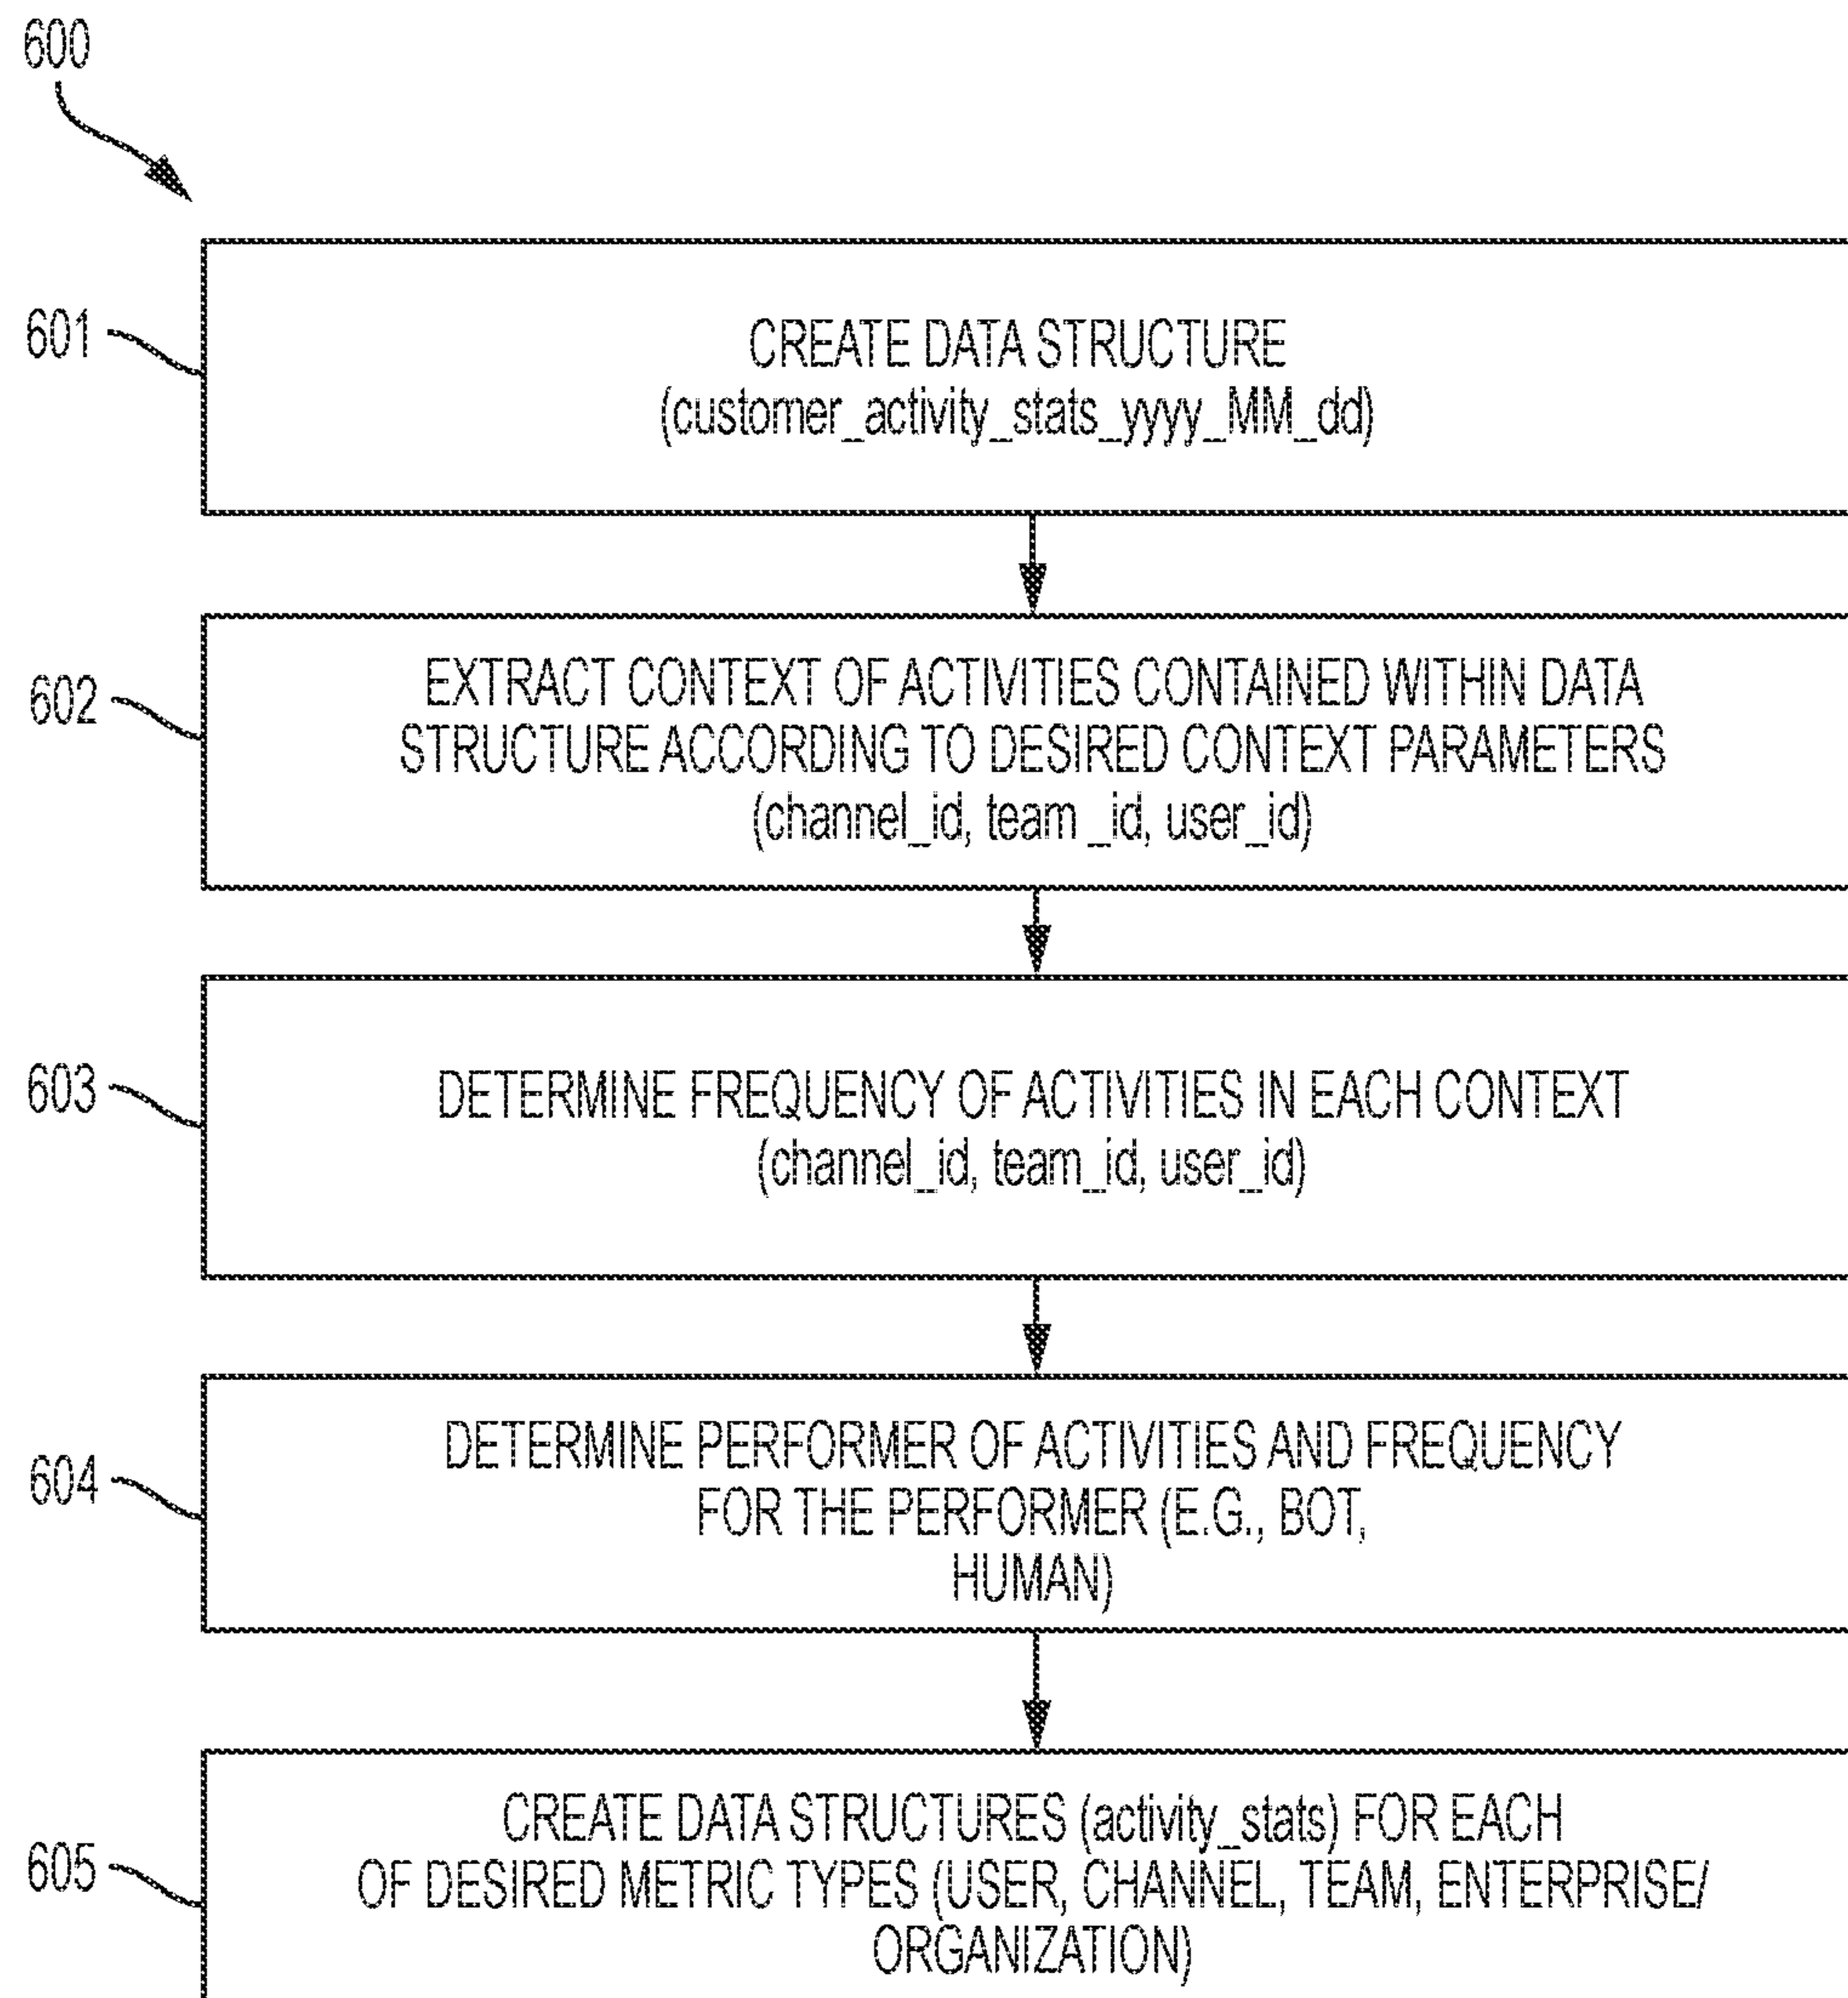 600
601
CREATE DATA STRUCTURE
(customer_activity_stats_yyyy_MM_dd)
602
EXTRACT CONTEXT OF ACTIVITIES CONTAINED WITHIN DATA
STRUCTURE ACCORDING TO DESIRED CONTEXT PARAMETERS
(channel_id, team _id, user_id)
603
DETERMINE FREQUENCY OF ACTIVITIES IN EACH CONTEXT
(channel_id, team_id, user_id)
604
DETERMINE PERFORMER OF ACTIVITIES AND FREQUENCY
FOR THE PERFORMER (E.G., BOT,
HUMAN)
605
CREATE DATA STRUCTURES (activity_stats) FOR EACH
OF DESIRED METRIC TYPES (USER, CHANNEL, TEAM, ENTERPRISE/
ORGANIZATION)